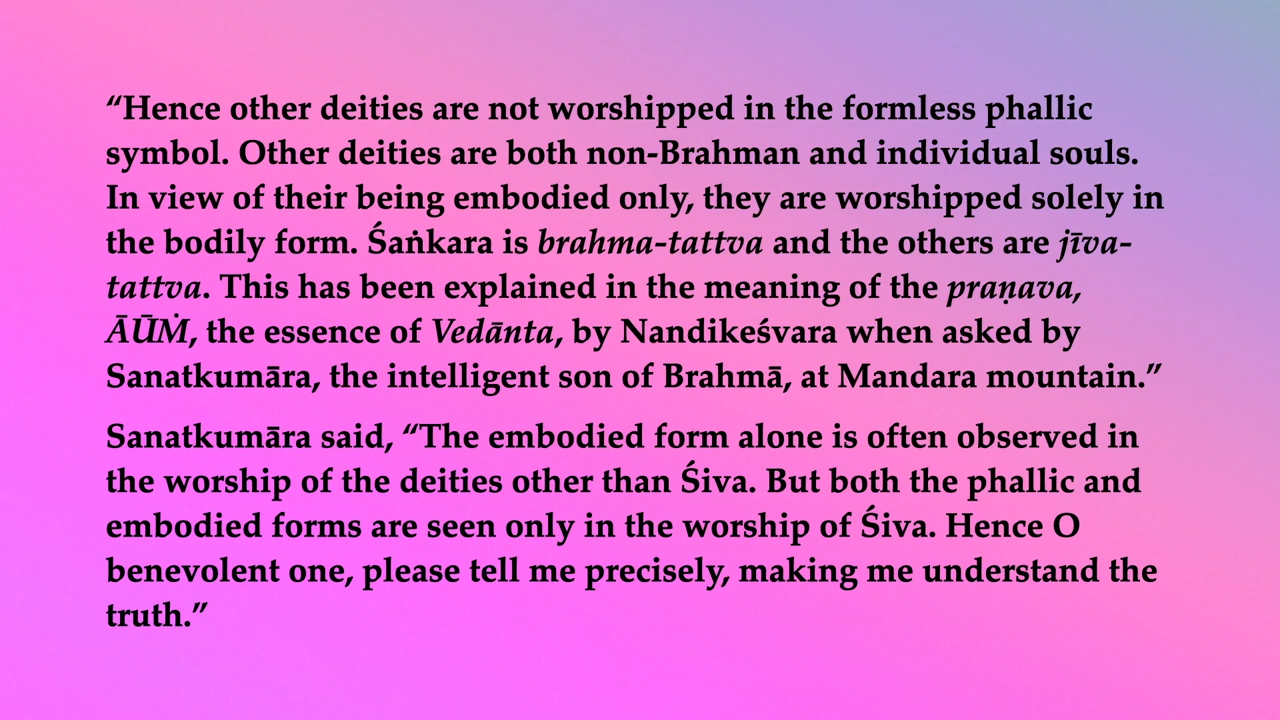 “Hence other deities are not worshipped in the formless phallic
symbol. Other deities are both non-Brahman and individual souls.
In view of their being embodied only, they are worshipped solely in
the bodily form. Śaṅkara is brahma-tattva and the others are jīva-
tattva. This has been explained in the meaning of the praṇava,
ĀŪṀ, the essence of Vedānta, by Nandikeśvara when asked by
Sanatkumāra, the intelligent son of Brahmā, at Mandara mountain.”
Sanatkumāra said, “The embodied form alone is often observed in
the worship of the deities other than Śiva. But both the phallic and
embodied forms are seen only in the worship of Śiva. Hence O
benevolent one, please tell me precisely, making me understand the
truth.”